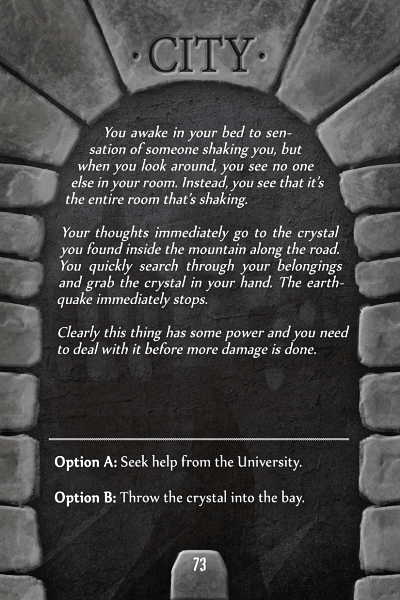 · CITY ·
You awake in your bed to sen-
sation of someone shaking you, but
when you look around, you see no one
else in your room. Instead, you see that it's
the entire room that's shaking.
Your thoughts immediately go to the crystal
you found inside the mountain along the road.
You quickly search through your belongings
and grab the crystal in your hand. The earth-
quake immediately stops.
Clearly this thing has some power and you need
to deal with it before more damage is done.
Option A: Seek help from the University.
Option B: Throw the crystal into the bay.
73